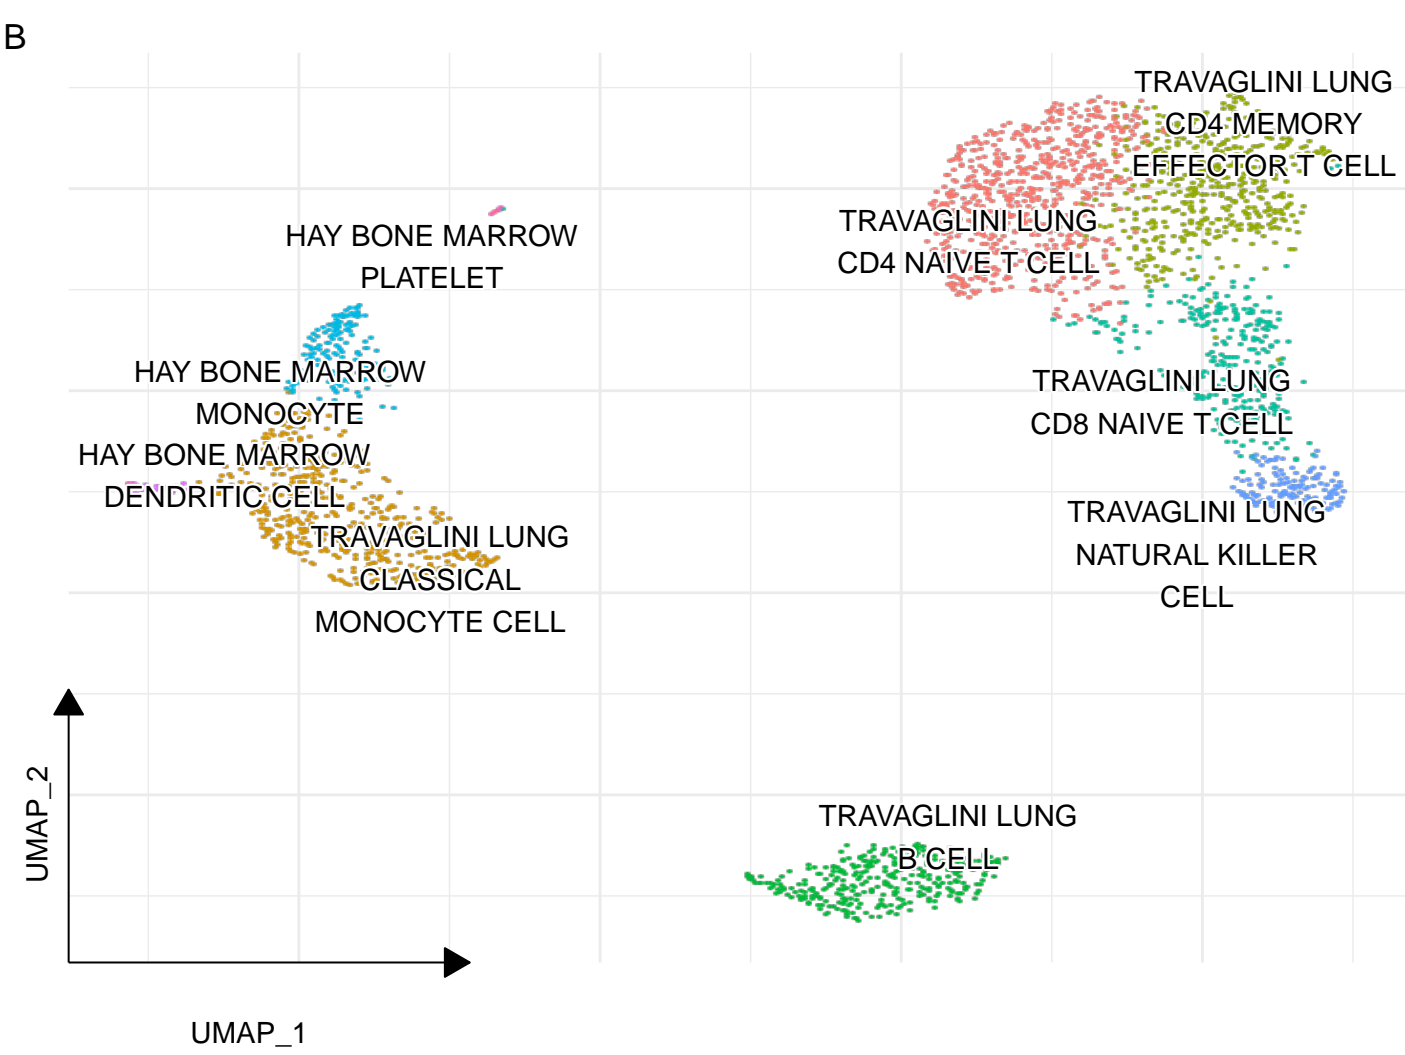 B
TRAVAGLINI LUNG
CD4 MEMORY
EFFECTOR T CELL
TRAVAGLINI LUNG
CD4 NAIVE T CELL
HAY BONE MARROW
PLATELET
HAY BONE MARROW
MONOCYTE
TRAVAGLINI LUNG
CD8 NAIVE T CELL
HAY BONE MARROW
DENDRITIC CELL
TRAVAGLINI LUNG
NATURAL KILLER
CELL
TRAVAGLINI LUNG
CLASSICAL
MONOCYTE CELL
TRAVAGLINI LUNG
B CELL
UMAP_2
UMAP_1